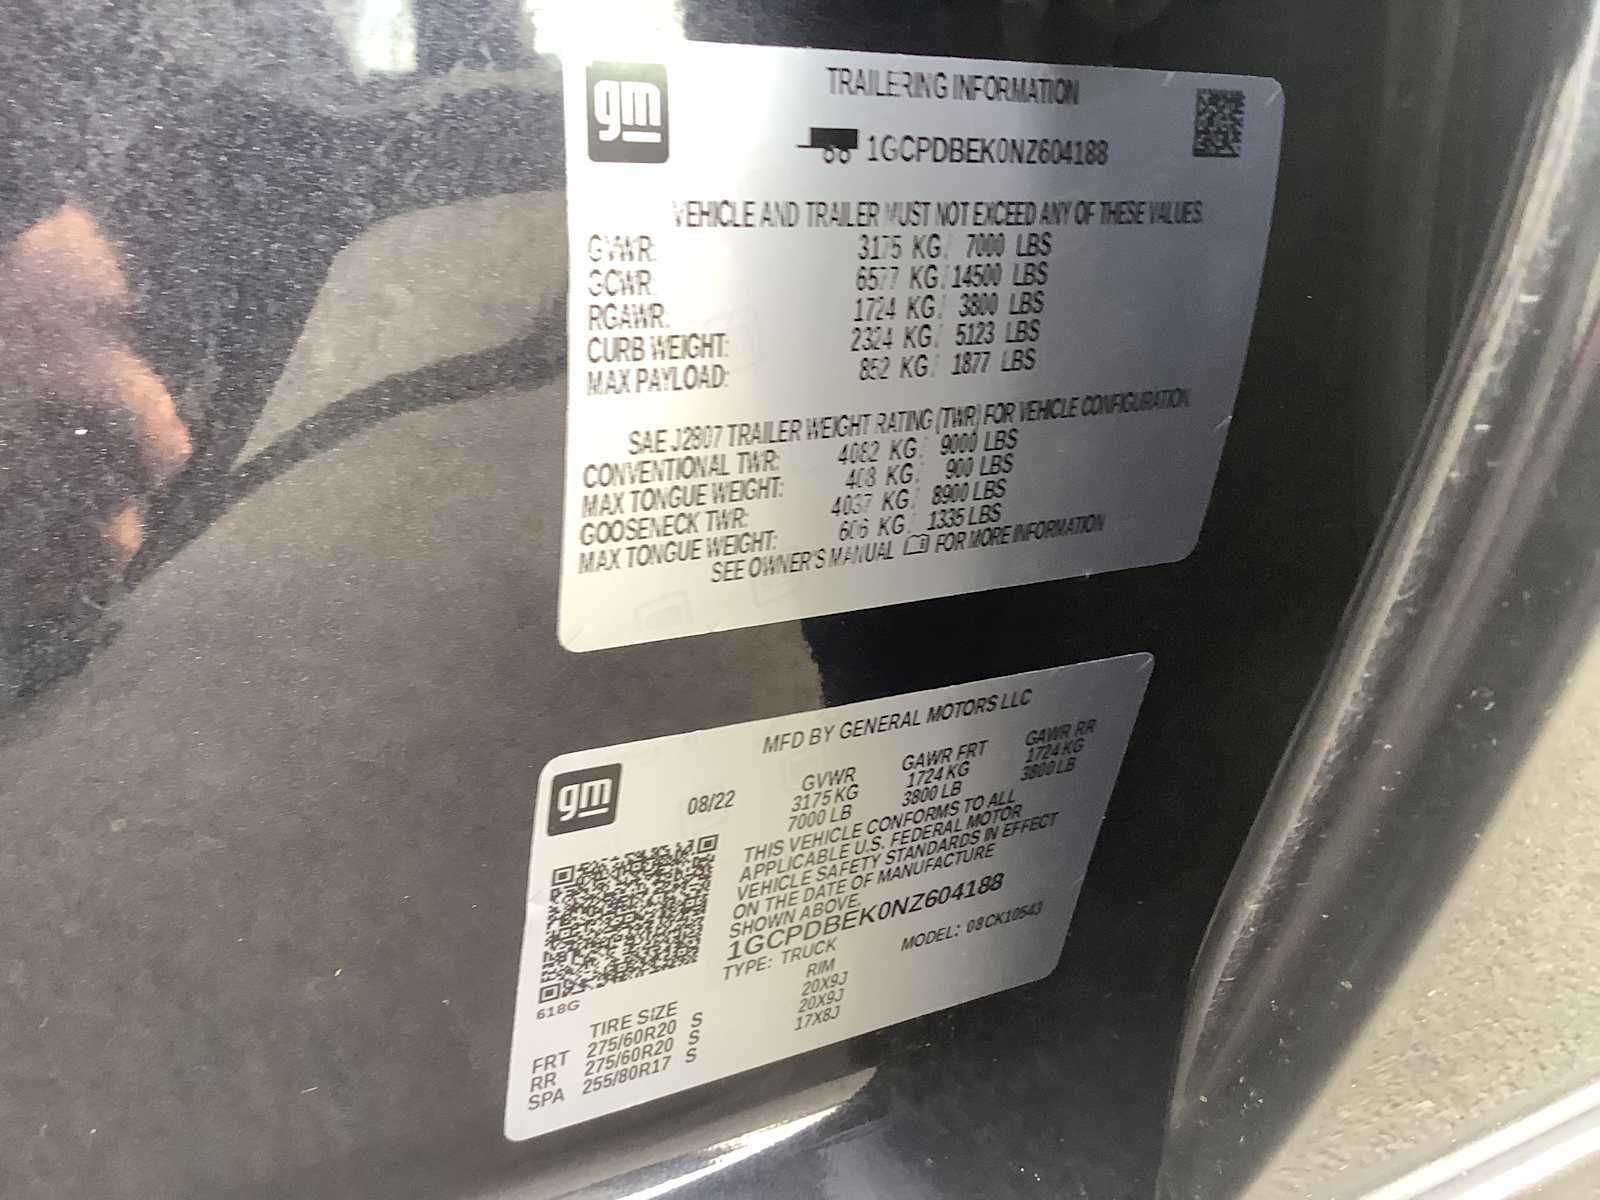 gm
TRAILERING INFORMATION
1GCPDBEK0NZ604188
VEHICLE AND TRAILER MUST NOT EXCEED ANY OF THESE VALUES.
GVWR: 3175 KG/ 7000 LBS
GCWR: 6577 KG/ 14500 LBS
RGAWR: 1724 KG/ 3800 LBS
CURB WEIGHT: 2324 KG/ 5123 LBS
MAX PAYLOAD: 852 KG/ 1877 LBS
SAE J2807 TRAILER WEIGHT RATING (TWR) FOR VEHICLE CONFIGURATION.
CONVENTIONAL TWR: 4082 KG/ 9000 LBS
MAX TONGUE WEIGHT: 408 KG/ 900 LBS
GOOSENECK TWR: 4037 KG/ 8900 LBS
MAX TONGUE WEIGHT: 606 KG/ 1335 LBS
SEE OWNER'S MANUAL FOR MORE INFORMATION
gm
MFD BY GENERAL MOTORS LLC
08/22
GVWR GAWR FRT GAWR RR
3175 KG 1724 KG 1724 KG
7000 LB 3800 LB 3800 LB
THIS VEHICLE CONFORMS TO ALL
APPLICABLE U.S. FEDERAL MOTOR
VEHICLE SAFETY STANDARDS IN EFFECT
ON THE DATE OF MANUFACTURE
SHOWN ABOVE.
1GCPDBEK0NZ604188
TYPE: TRUCK MODEL: 08CK10543
618G
TIRE SIZE RIM
FRT 275/60R20 S 20X9J
RR 275/60R20 S 20X9J
SPA 255/80R17 S 17X8J